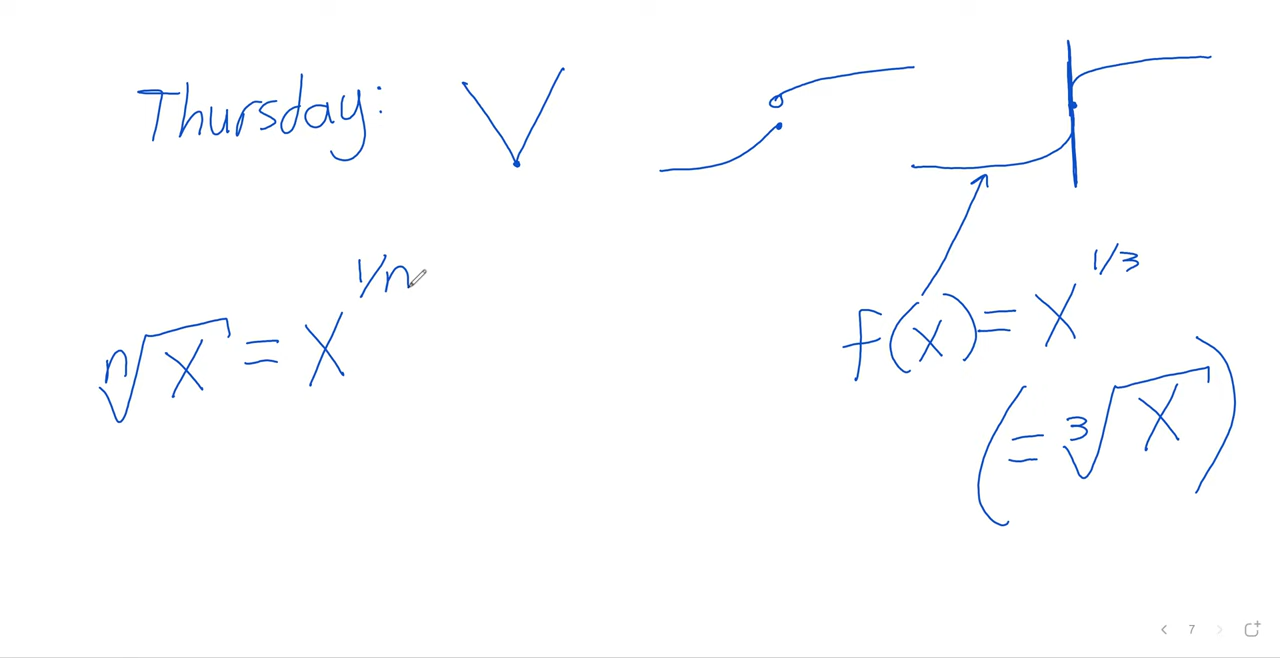 Thursday:
ⁿ√x = x^1/n
f(x) = x^1/3
(= ³√x)
7